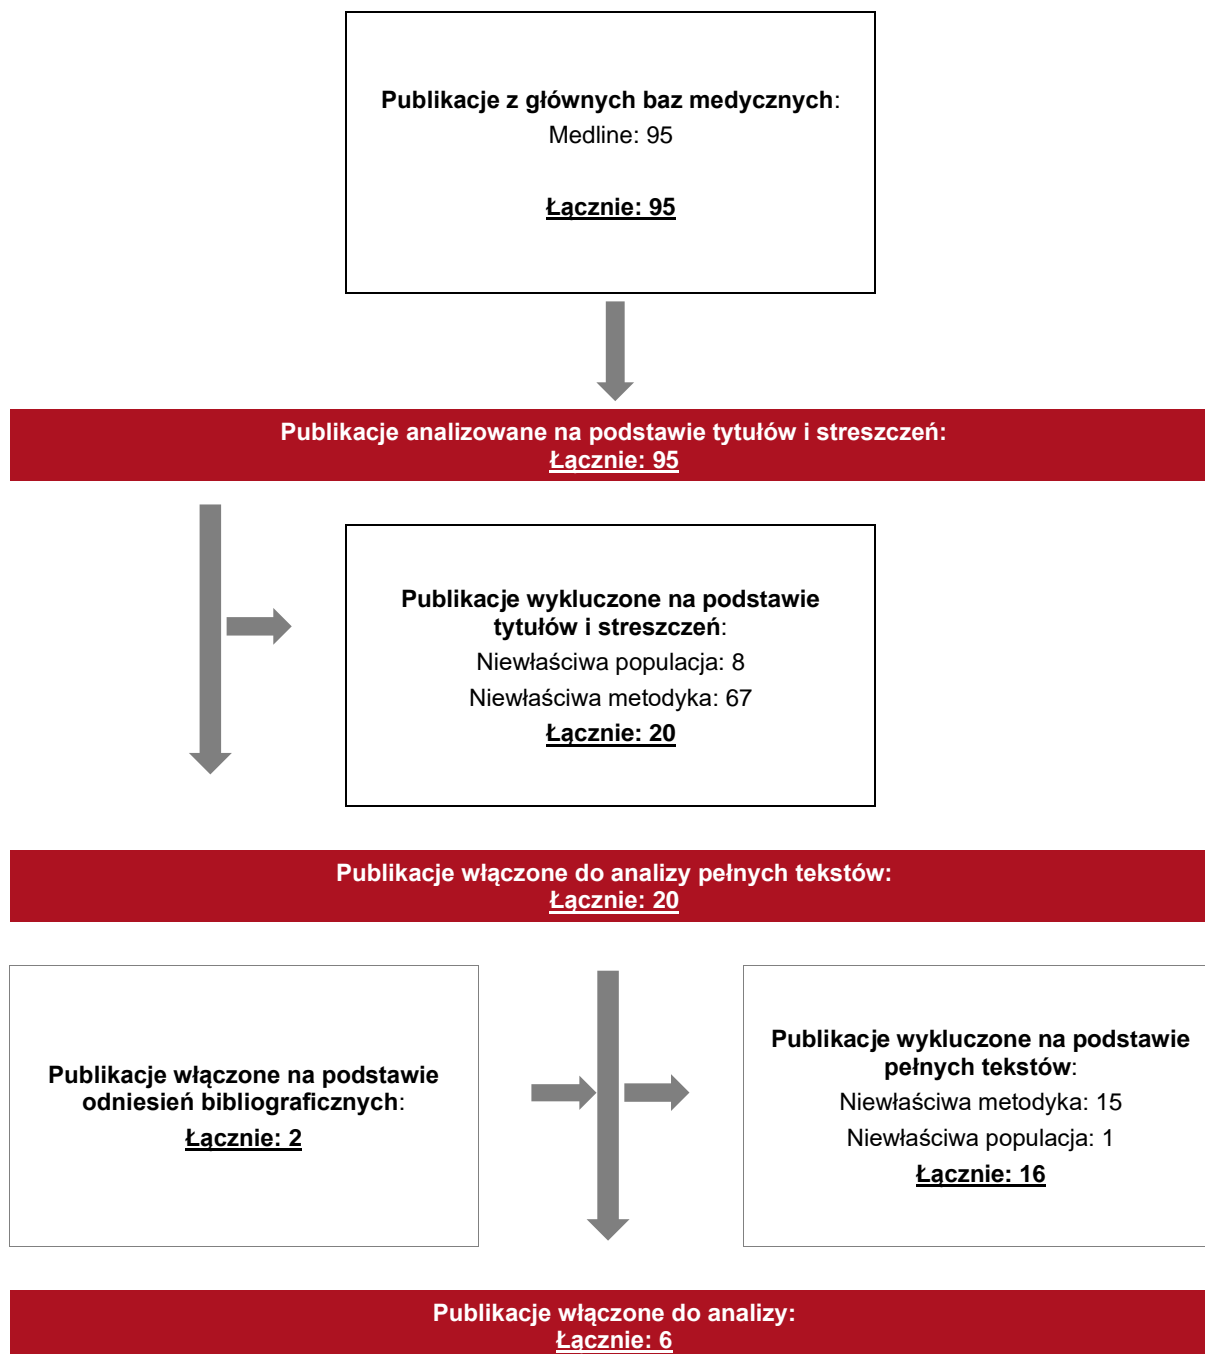 Publikacje z głównych baz medycznych:
Medline: 95
Łącznie: 95
Publikacje analizowane na podstawie tytułów i streszczeń:
Łącznie: 95
Publikacje wykluczone na podstawie
tytułów i streszczeń:
Niewłaściwa populacja: 8
Niewłaściwa metodyka: 67
Łącznie: 20
Publikacje włączone do analizy pełnych tekstów:
Łącznie: 20
Publikacje włączone na podstawie
odniesień bibliograficznych:
Łącznie: 2
Publikacje wykluczone na podstawie
pełnych tekstów:
Niewłaściwa metodyka: 15
Niewłaściwa populacja: 1
Łącznie: 16
Publikacje włączone do analizy:
Łącznie: 6